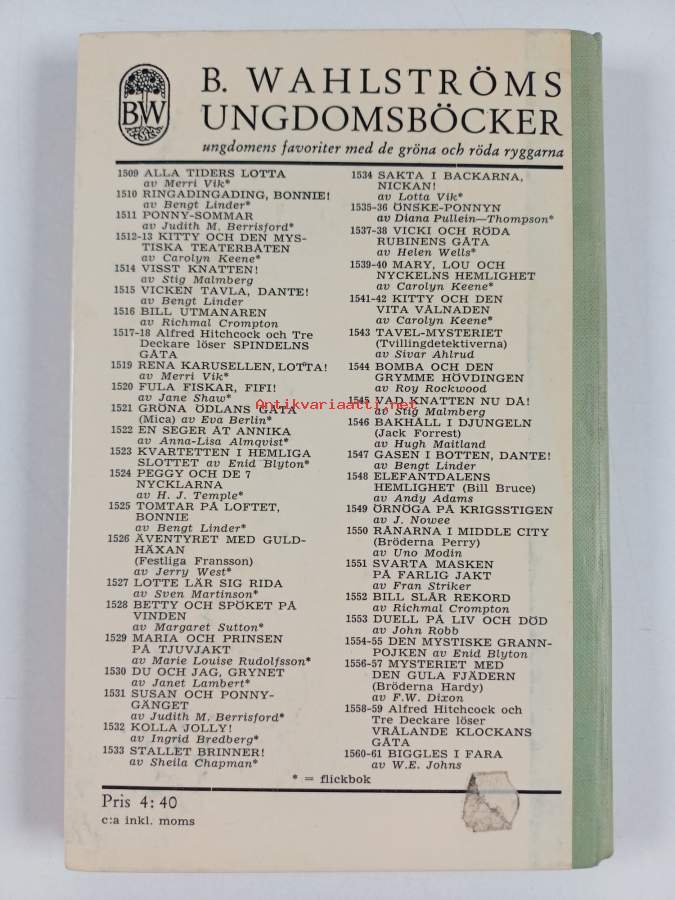 BW
B. WAHLSTRÖMS
UNGDOMSBÖCKER
ungdomens favoriter med de gröna och röda ryggarna
1509 ALLA TIDERS LOTTA
av Merri Vik*
1510 RINGADINGADING, BONNIE!
av Bengt Linder*
1511 PONNY-SOMMAR
av Judith M. Berrisford*
1512-13 KITTY OCH DEN MYS-
TISKA TEATERBÅTEN
av Carolyn Keene*
1514 VISST KNATTEN!
av Stig Malmberg
1515 VICKEN TAVLA, DANTE!
av Bengt Linder
1516 BILL UTMANAREN
av Richmal Crompton
1517-18 Alfred Hitchcock och Tre
Deckare löser SPINDELNS
GÅTA
1519 RENA KARUSELLEN, LOTTA!
av Merri Vik*
1520 FULA FISKAR, FIFI!
av Jane Shaw*
1521 GRÖNA ÖDLANS GÅTA
(Mica) av Eva Berlin*
1522 EN SEGER ÅT ANNIKA
av Anna-Lisa Almqvist*
1523 KVARTETTEN I HEMLIGA
SLOTTET av Enid Blyton*
1524 PEGGY OCH DE 7
NYCKLARNA
av H. J. Temple*
1525 TOMTAR PÅ LOFTET,
BONNIE
av Bengt Linder*
1526 ÄVENTYRET MED GULD-
HÄXAN
(Festliga Fransson)
av Jerry West*
1527 LOTTE LÄR SIG RIDA
av Sven Martinson*
1528 BETTY OCH SPÖKET PÅ
VINDEN
av Margaret Sutton*
1529 MARIA OCH PRINSEN
PÅ TJUVJAKT
av Marie Louise Rudolfsson*
1530 DU OCH JAG, GRYNET
av Janet Lambert*
1531 SUSAN OCH PONNY-
GÄNGET
av Judith M. Berrisford*
1532 KOLLA JOLLY!
av Ingrid Bredberg*
1533 STALLET BRINNER!
av Sheila Chapman*
1534 SAKTA I BACKARNA,
NICKAN!
av Lotta Vik*
1535-36 ÖNSKE-PONNYN
av Diana Pullein—Thompson*
1537-38 VICKI OCH RÖDA
RUBINENS GÅTA
av Helen Wells*
1539-40 MARY, LOU OCH
NYCKELNS HEMLIGHET
av Carolyn Keene*
1541-42 KITTY OCH DEN
VITA VÅLNADEN
av Carolyn Keene*
1543 TAVEL-MYSTERIET
(Tvillingdetektiverna)
av Sivar Ahlrud
1544 BOMBA OCH DEN
GRYMME HÖVDINGEN
av Roy Rockwood
1545 VAD KNATTEN NU DÅ!
av Stig Malmberg
1546 BAKHÅLL I DJUNGELN
(Jack Forrest)
av Hugh Maitland
1547 GASEN I BOTTEN, DANTE!
av Bengt Linder
1548 ELEFANTDALENS
HEMLIGHET (Bill Bruce)
av Andy Adams
1549 ÖRNÖGA PÅ KRIGSSTIGEN
av J. Nowee
1550 RÅNARNA I MIDDLE CITY
(Bröderna Perry)
av Uno Modin
1551 SVARTA MASKEN
PÅ FARLIG JAKT
av Fran Striker
1552 BILL SLÅR REKORD
av Richmal Crompton
1553 DUELL PÅ LIV OCH DÖD
av John Robb
1554-55 DEN MYSTISKE GRANN-
POJKEN av Enid Blyton
1556-57 MYSTERIET MED
DEN GULA FJÄDERN
(Bröderna Hardy)
av F.W. Dixon
1558-59 Alfred Hitchcock och
Tre Deckare löser
VRÅLANDE KLOCKANS
GÅTA
1560-61 BIGGLES I FARA
av W.E. Johns
* = flickbok
Pris 4:40
c:a inkl. moms
Antikvariaatti.net